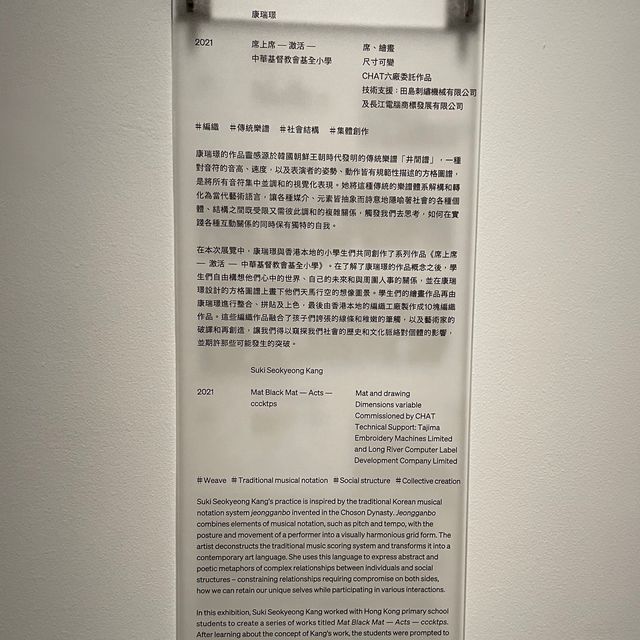 康瑞璟
2021
席上席 — 激活 —
中華基督教會基全小學
席、繪畫
尺寸可變
CHAT六廠委託作品
技術支援：田島刺繡機械有限公司
及長江電腦商標發展有限公司
#編織 #傳統樂譜 #社會結構 #集體創作
康瑞璟的作品靈感源於韓國朝鮮王朝時代發明的傳統樂譜「井間譜」，一種
對音符的音高、速度，以及表演者的姿勢、動作皆有規範性描述的方格圖譜，
是將所有音符集中並調和的視覺化表現。她將這種傳統的樂譜體系解構和轉
化為當代藝術語言，讓各種媒介、元素皆抽象而詩意地隱喻著社會的各種個
體、結構之間既受限又需彼此調和的複雜關係，觸發我們去思考，如何在實
踐各種互動關係的同時保有獨特的自我。
在本次展覽中，康瑞璟與香港本地的小學生們共同創作了系列作品《席上席
— 激活 — 中華基督教會基全小學》。在了解了康瑞璟的作品概念之後，學
生們自由構想他們心中的世界、自己的未來和與周圍人事的關係，並在康瑞
璟設計的方格圖譜上畫下他們天馬行空的想像圖景。學生們的繪畫作品再由
康瑞璟進行整合、拼貼及上色，最後由香港本地的編織工廠製作成10塊編織
作品。這些編織作品融合了孩子們誇張的線條和稚嫩的筆觸，以及藝術家的
破譯和再創造，讓我們得以窺探我們社會的歷史和文化脈絡對個體的影響，
並期許那些可能發生的突破。
Suki Seokyeong Kang
2021
Mat Black Mat — Acts —
cccktps
Mat and drawing
Dimensions variable
Commissioned by CHAT
Technical Support: Tajima
Embroidery Machines Limited
and Long River Computer Label
Development Company Limited
#Weave #Traditional musical notation #Social structure #Collective creation
Suki Seokyeong Kang's practice is inspired by the traditional Korean musical
notation system jeongganbo invented in the Choson Dynasty. Jeongganbo
combines elements of musical notation, such as pitch and tempo, with the
posture and movement of a performer into a visually harmonious grid form. The
artist deconstructs the traditional music scoring system and transforms it into a
contemporary art language. She uses this language to express abstract and
poetic metaphors of complex relationships between individuals and social
structures – constraining relationships requiring compromise on both sides,
how we can retain our unique selves while participating in various interactions.
In this exhibition, Suki Seokyeong Kang worked with Hong Kong primary school
students to create a series of works titled Mat Black Mat — Acts — cccktps.
After learning about the concept of Kang's work, the students were prompted to